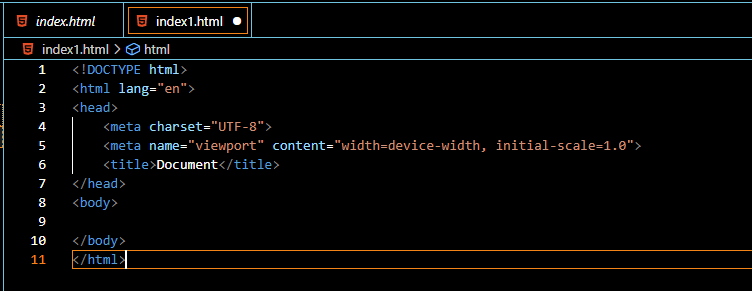 index.html index1.html
index1.html > html
1 <!DOCTYPE html>
2 <html lang="en">
3 <head>
4     <meta charset="UTF-8">
5     <meta name="viewport" content="width=device-width, initial-scale=1.0">
6     <title>Document</title>
7 </head>
8 <body>
9
10 </body>
11 </html>